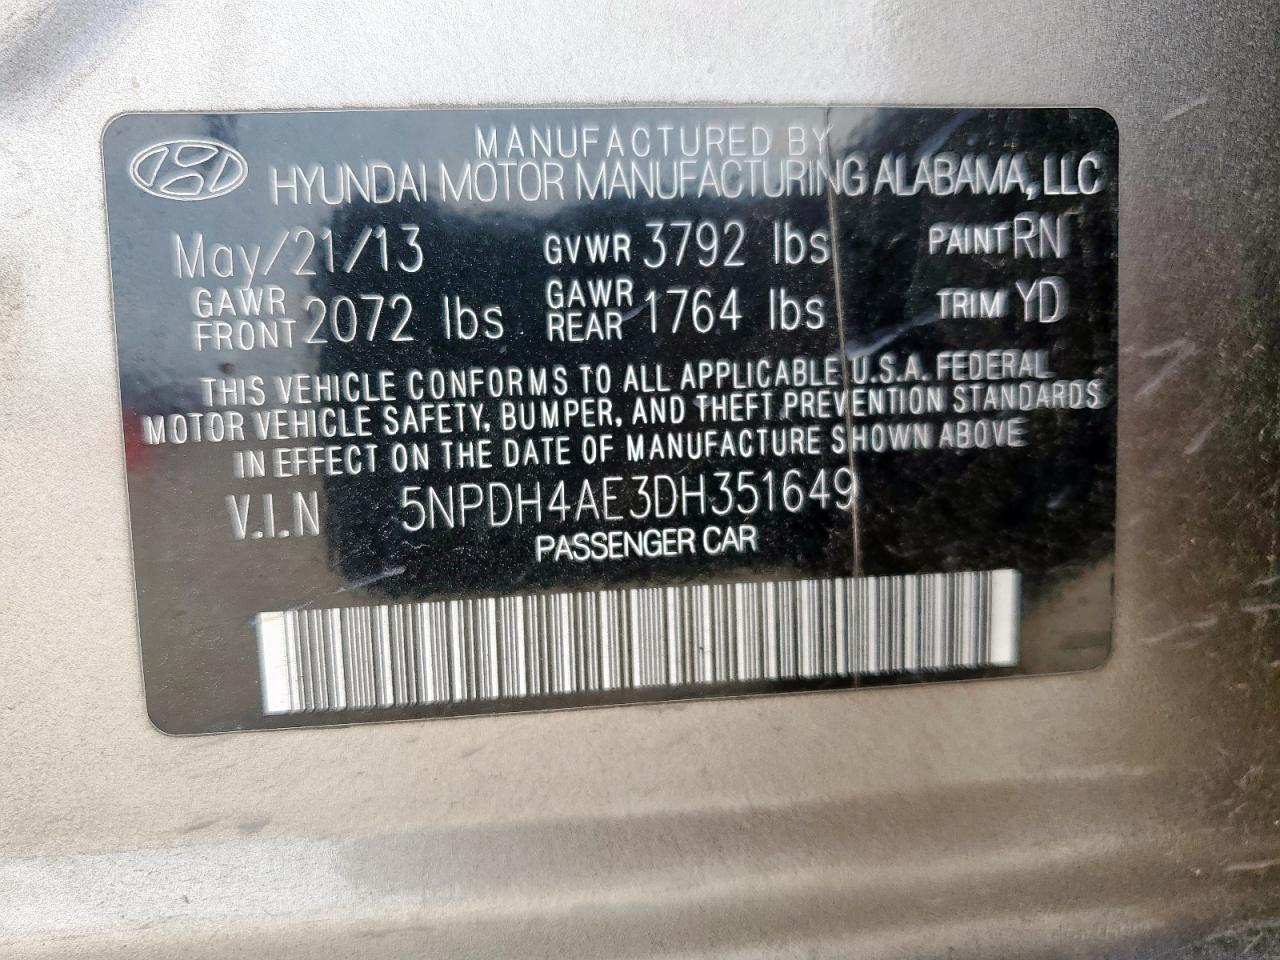 MANUFACTURED BY
HYUNDAI MOTOR MANUFACTURING ALABAMA, LLC
May/21/13 GVWR 3792 lbs PAINT RN
GAWR FRONT 2072 lbs GAWR REAR 1764 lbs TRIM YD
THIS VEHICLE CONFORMS TO ALL APPLICABLE U.S.A. FEDERAL
MOTOR VEHICLE SAFETY, BUMPER, AND THEFT PREVENTION STANDARDS
IN EFFECT ON THE DATE OF MANUFACTURE SHOWN ABOVE
V.I.N 5NPDH4AE3DH351649
PASSENGER CAR